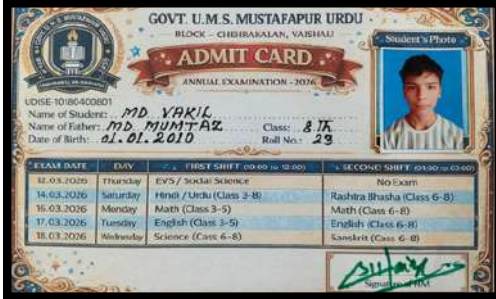 GOVT. U.M.S. MUSTAFAPUR URDU
BLOCK - CHEHRAKALAN, VAISHALI
ADMIT CARD
ANNUAL EXAMINATION - 2026
Student's Photo
UDISE-10180400801
Name of Student: MD VAKIL
Name of Father: MD MUMTAZ Class: 8 Th
Date of Birth: 01.01.2010 Roll No.: 29
EXAM DATE DAY FIRST SHIFT SECOND SHIFT
12.03.2026 Thursday EVS / Social Science No Exam
14.03.2026 Saturday Hindi / Urdu (Class 3-8) Rashtra Bhasha (Class 6-8)
16.03.2026 Monday Math (Class 3-5) Math (Class 6-8)
17.03.2026 Tuesday English (Class 3-5) English (Class 6-8)
18.03.2026 Wednesday Science (Cass 6-8) Sanskrit (Cass 6-8)
Signature of HM